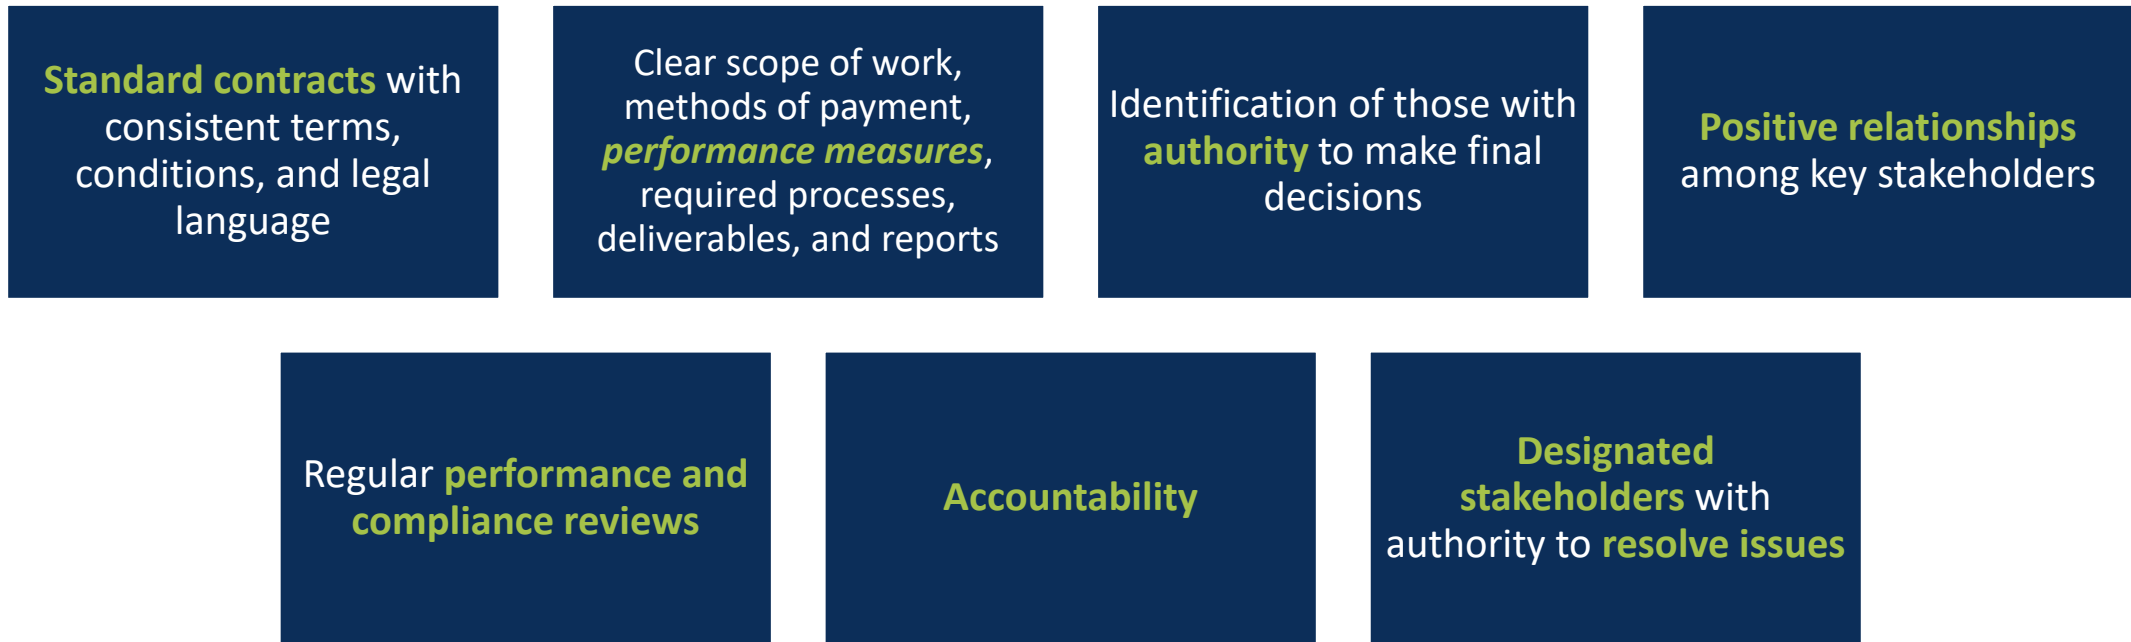 Standard contracts with
consistent terms,
conditions, and legal
language
Clear scope of work,
methods of payment,
performance measures,
required processes,
deliverables, and reports
Identification of those with
authority to make final
decisions
Positive relationships
among key stakeholders
Regular performance and
compliance reviews
Accountability
Designated
stakeholders with
authority to resolve issues